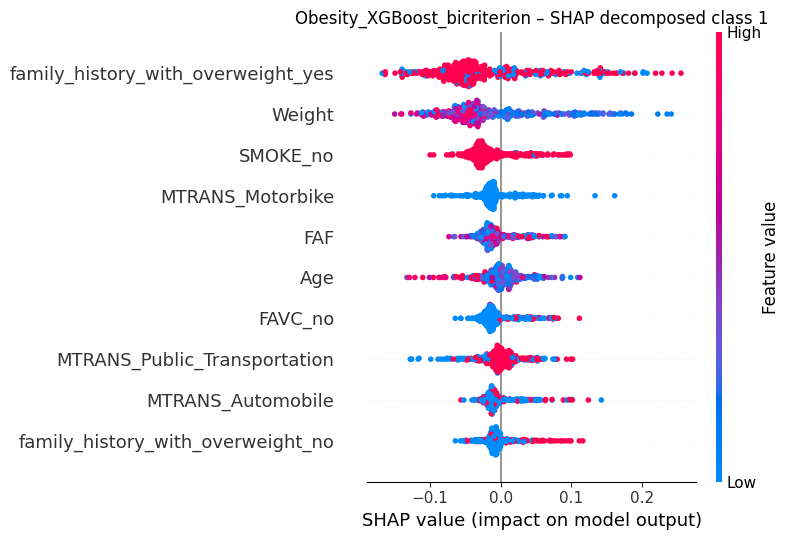 Obesity_XGBoost_bicriterion – SHAP decomposed class 1
High
family_history_with_overweight_yes
Weight
SMOKE_no
MTRANS_Motorbike
FAF
Age
FAVC_no
MTRANS_Public_Transportation
MTRANS_Automobile
family_history_with_overweight_no
Feature value
Low
−0.1 0.0 0.1 0.2
SHAP value (impact on model output)